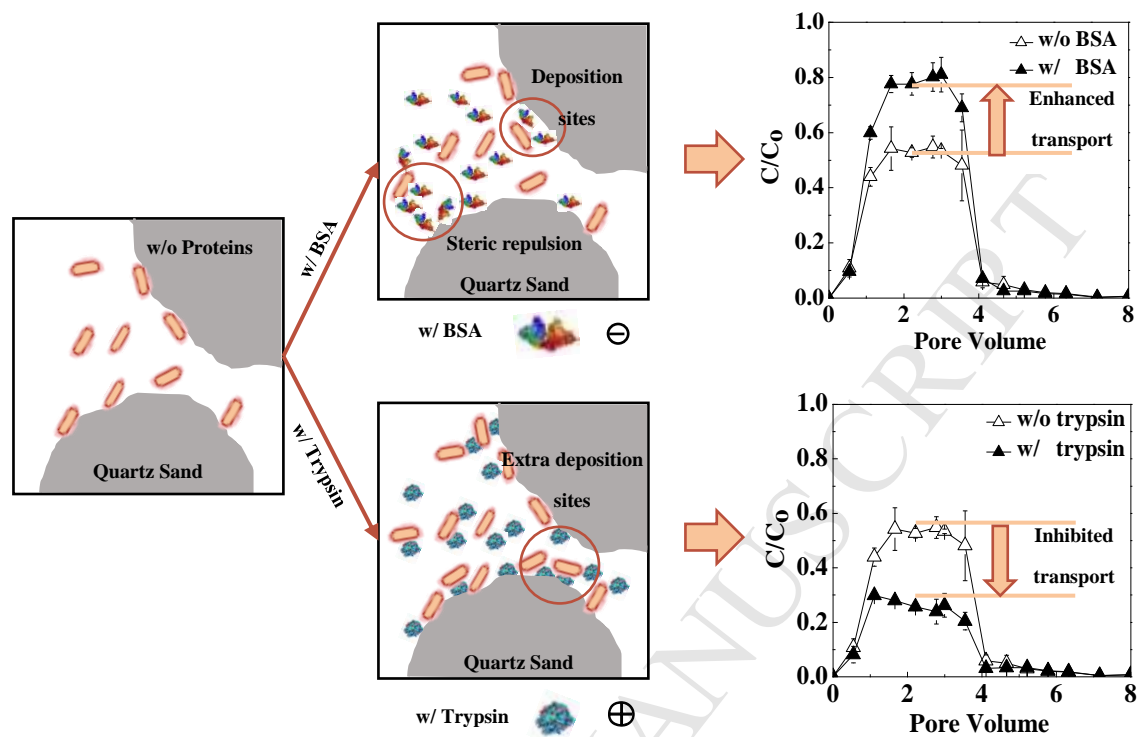 w/o Proteins
Quartz Sand
w/ BSA
w/ Trypsin
Deposition
sites
Steric repulsion
Quartz Sand
w/ BSA ⊖
Extra deposition
sites
Quartz Sand
w/ Trypsin ⊕
1.0
0.8
0.6
0.4
0.2
0.0
C/C₀
w/o BSA
w/ BSA
Enhanced
transport
0 2 4 6 8
Pore Volume
1.0
0.8
0.6
0.4
0.2
0.0
C/C₀
w/o trypsin
w/ trypsin
Inhibited
transport
0 2 4 6 8
Pore Volume
ANUSCRIPT